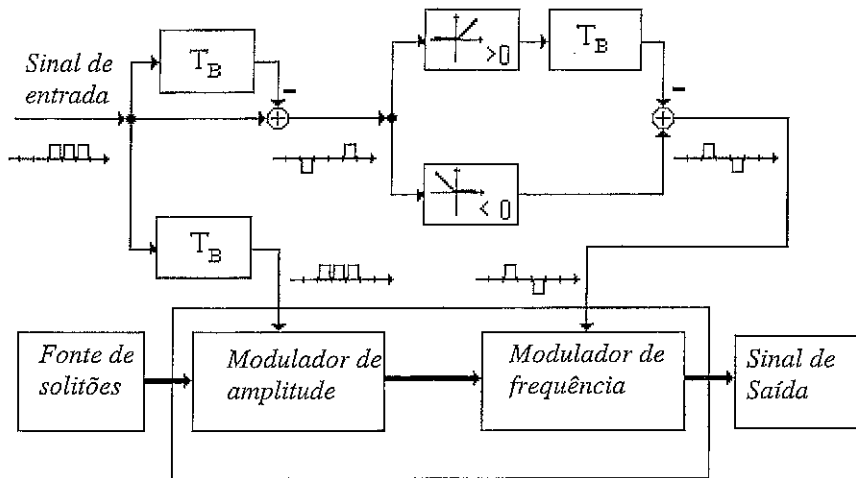 Sinal de
entrada
T_B
-
>0
T_B
-
+
+
< 0
T_B
Fonte de
solitões
Modulador de
amplitude
Modulador de
frequência
Sinal de
Saída